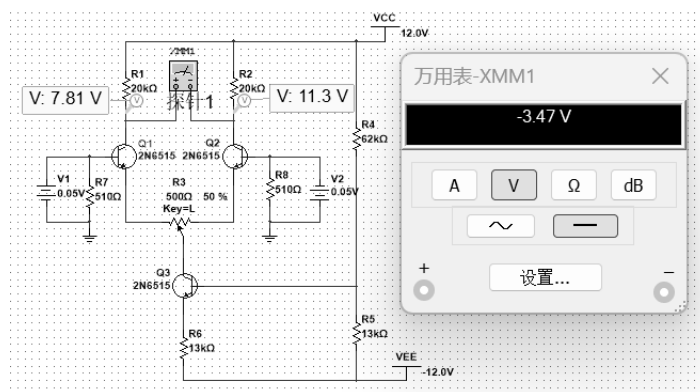 VCC
12.0V
XMM1
R1
20kΩ
R2
20kΩ
V: 7.81 V
探针1
V: 11.3 V
R4
62kΩ
Q1
2N6515
Q2
2N6515
V1
0.05V
R7
510Ω
R3
500Ω 50 %
Key=L
R8
510Ω
V2
0.05V
Q3
2N6515
R6
13kΩ
R5
13kΩ
VEE
-12.0V
万用表-XMM1
-3.47 V
A V Ω dB
+ 设置... −